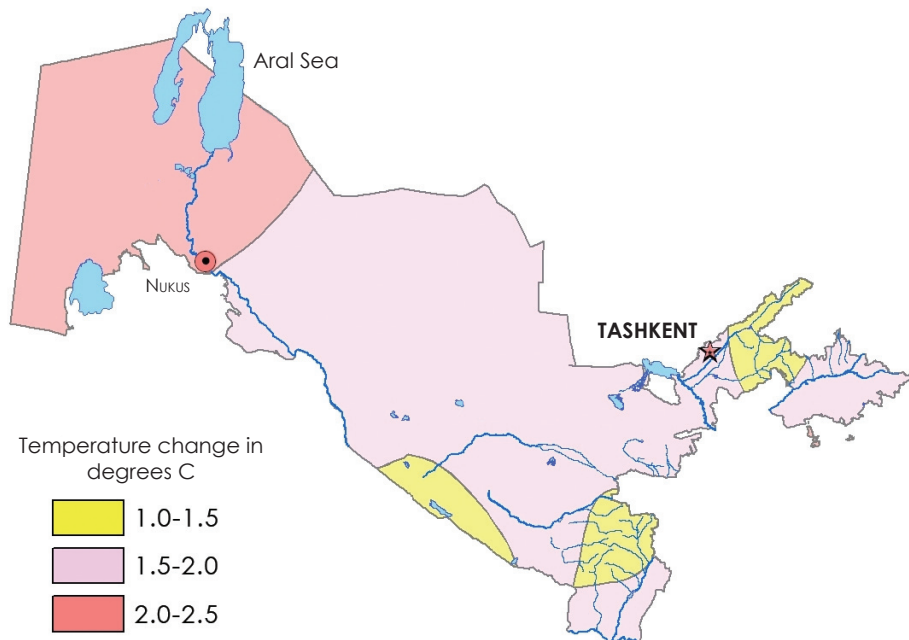 Aral Sea
NUKUS
TASHKENT
Temperature change in
degrees C
1.0-1.5
1.5-2.0
2.0-2.5